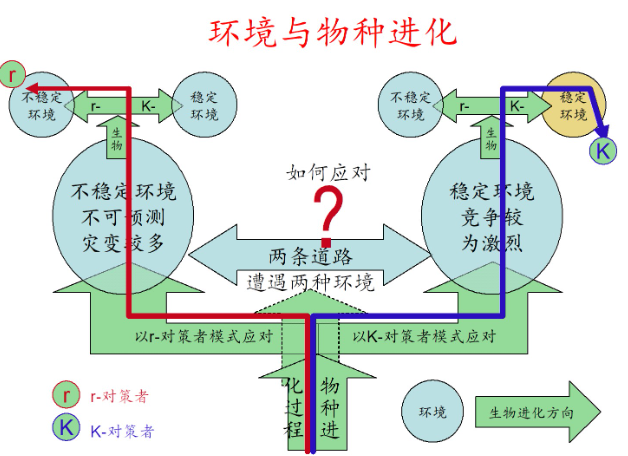 环境与物种进化
r
不稳定
环境
r-
K-
稳定
环境
不稳定
环境
r-
K-
稳定
环境
K
生物
生物
不稳定环境
不可预测
灾变较多
如何应对
?
两条道路
遭遇两种环境
稳定环境
竞争较
为激烈
以r-对策者模式应对
以K-对策者模式应对
物种进
化过程
r
r-对策者
K
K-对策者
环境
生物进化方向